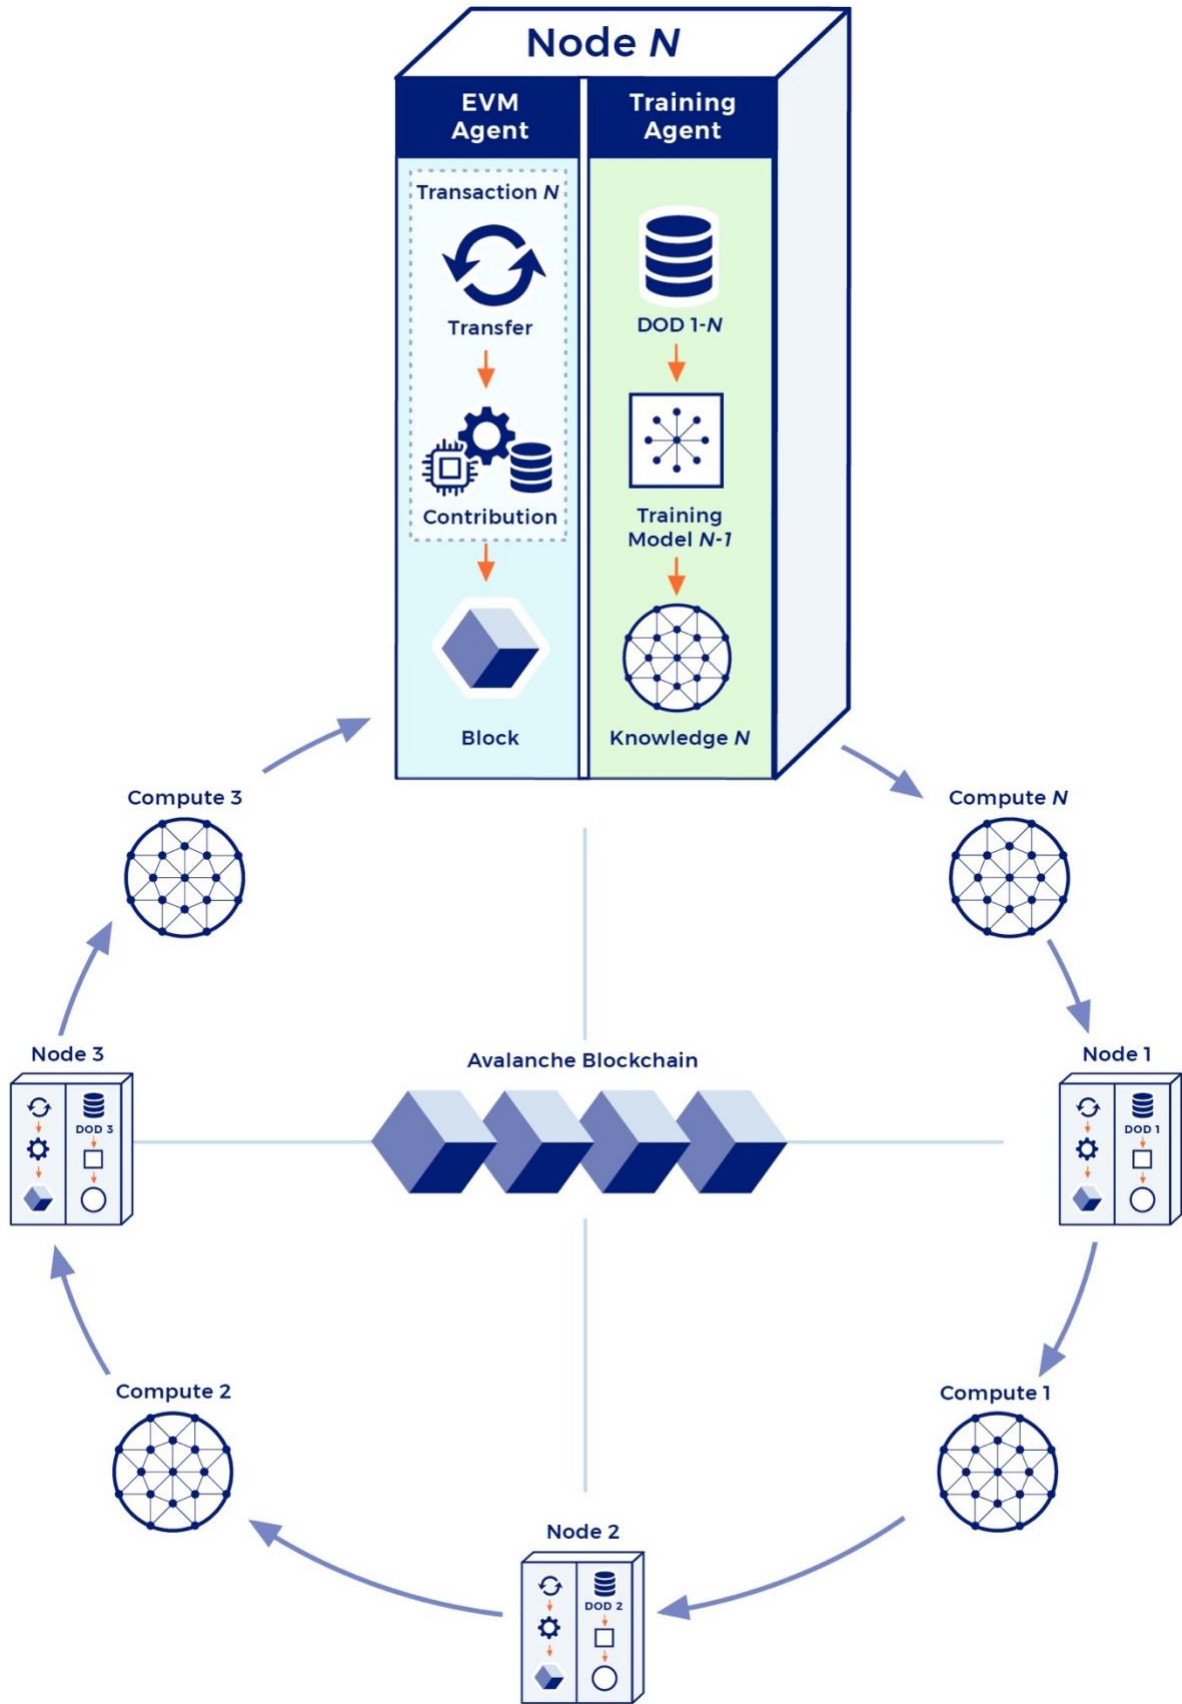 Node N
EVM
Agent
Training
Agent
Transaction N
Transfer
Contribution
Block
DOD 1-N
Training
Model N-1
Knowledge N
Compute 3
Compute N
Node 3
DOD 3
Avalanche Blockchain
Node 1
DOD 1
Compute 2
Compute 1
Node 2
DOD 2